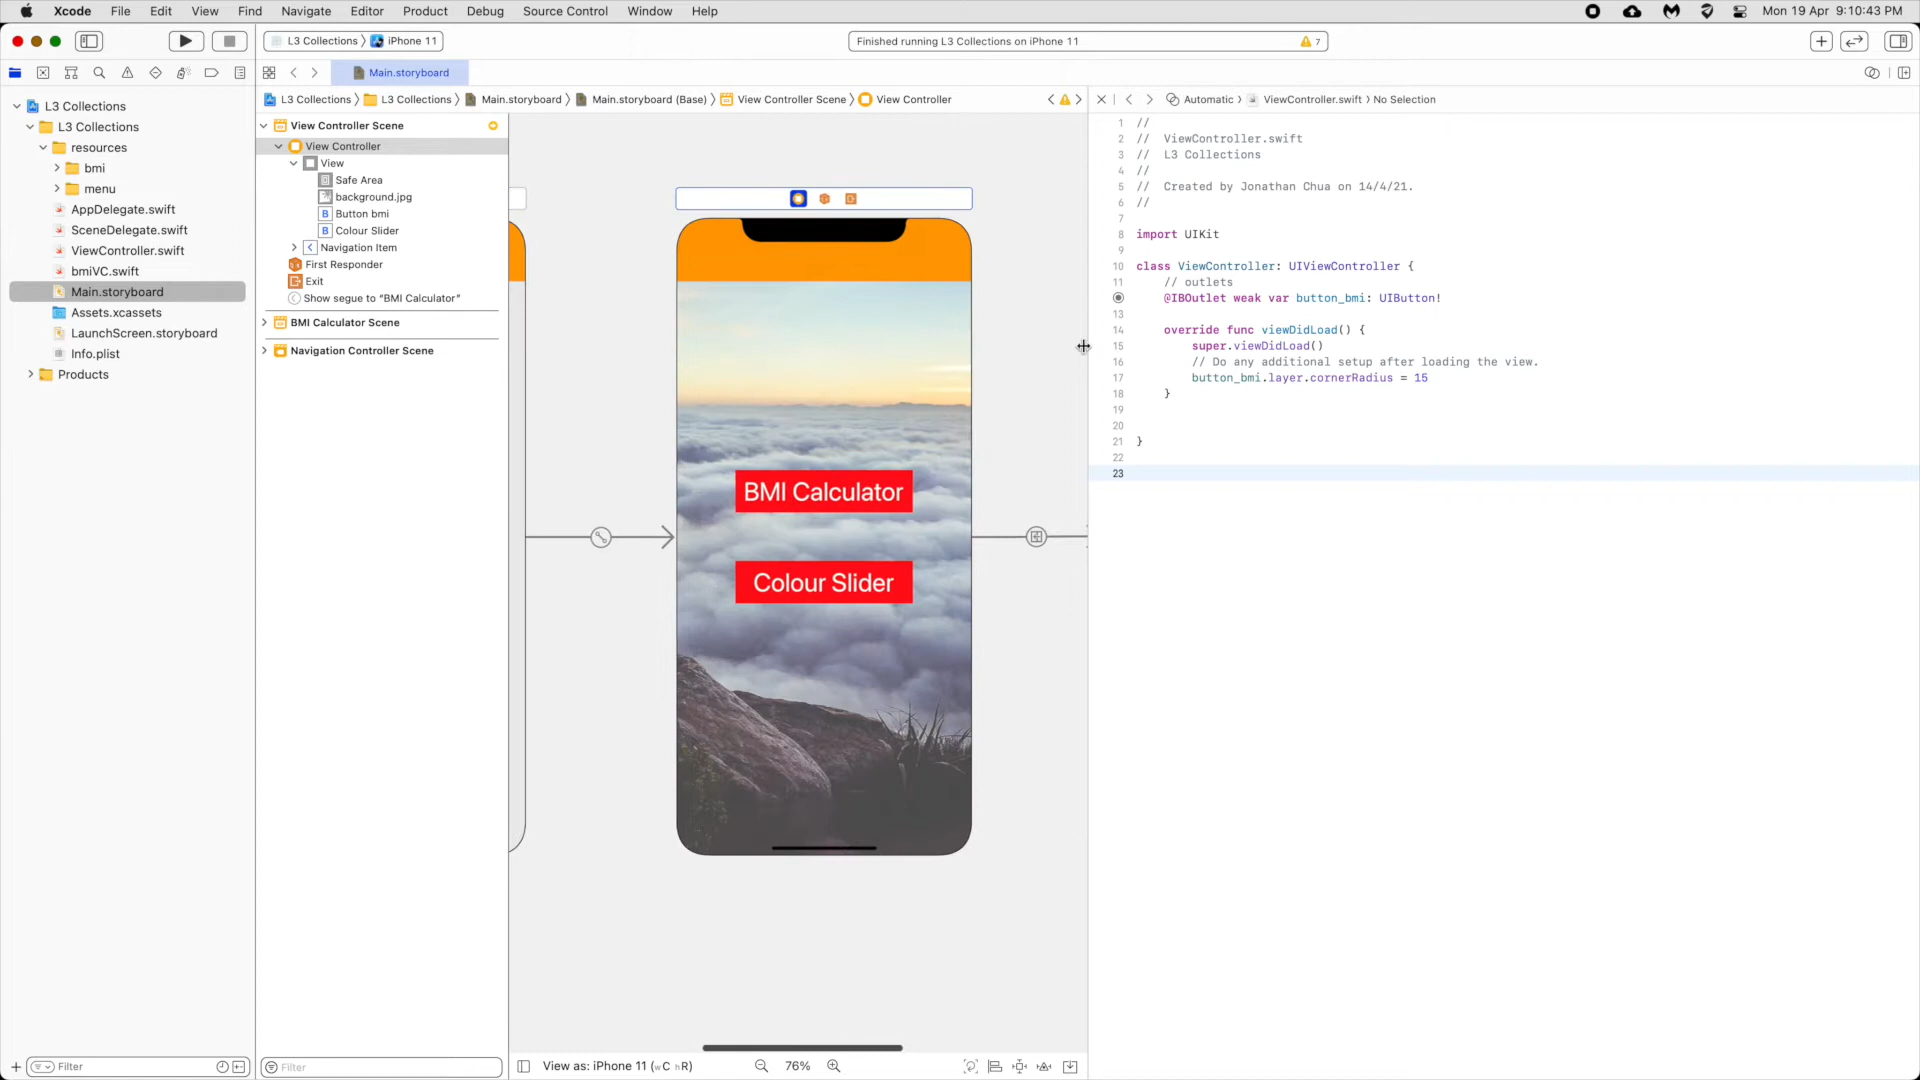 Xcode File Edit View Find Navigate Editor Product Debug Source Control Window Help Mon 19 Apr 9:10:43 PM
L3 Collections iPhone 11 Finished running L3 Collections on iPhone 11 7
Main.storyboard
L3 Collections L3 Collections Main.storyboard Main.storyboard (Base) View Controller Scene View Controller
Automatic ViewController.swift No Selection
L3 Collections
L3 Collections
resources
bmi
menu
AppDelegate.swift
SceneDelegate.swift
ViewController.swift
bmiVC.swift
Main.storyboard
Assets.xcassets
LaunchScreen.storyboard
Info.plist
Products
Filter
View Controller Scene
View Controller
View
Safe Area
background.jpg
B Button bmi
B Colour Slider
Navigation Item
First Responder
Exit
Show segue to “BMI Calculator”
BMI Calculator Scene
Navigation Controller Scene
Filter
BMI Calculator
Colour Slider
View as: iPhone 11 (wC hR) 76%
1 //
2 // ViewController.swift
3 // L3 Collections
4 //
5 // Created by Jonathan Chua on 14/4/21.
6 //
7
8 import UIKit
9
10 class ViewController: UIViewController {
11 // outlets
@IBOutlet weak var button_bmi: UIButton!
13
14 override func viewDidLoad() {
15 super.viewDidLoad()
16 // Do any additional setup after loading the view.
17 button_bmi.layer.cornerRadius = 15
18 }
19
20
21 }
22
23